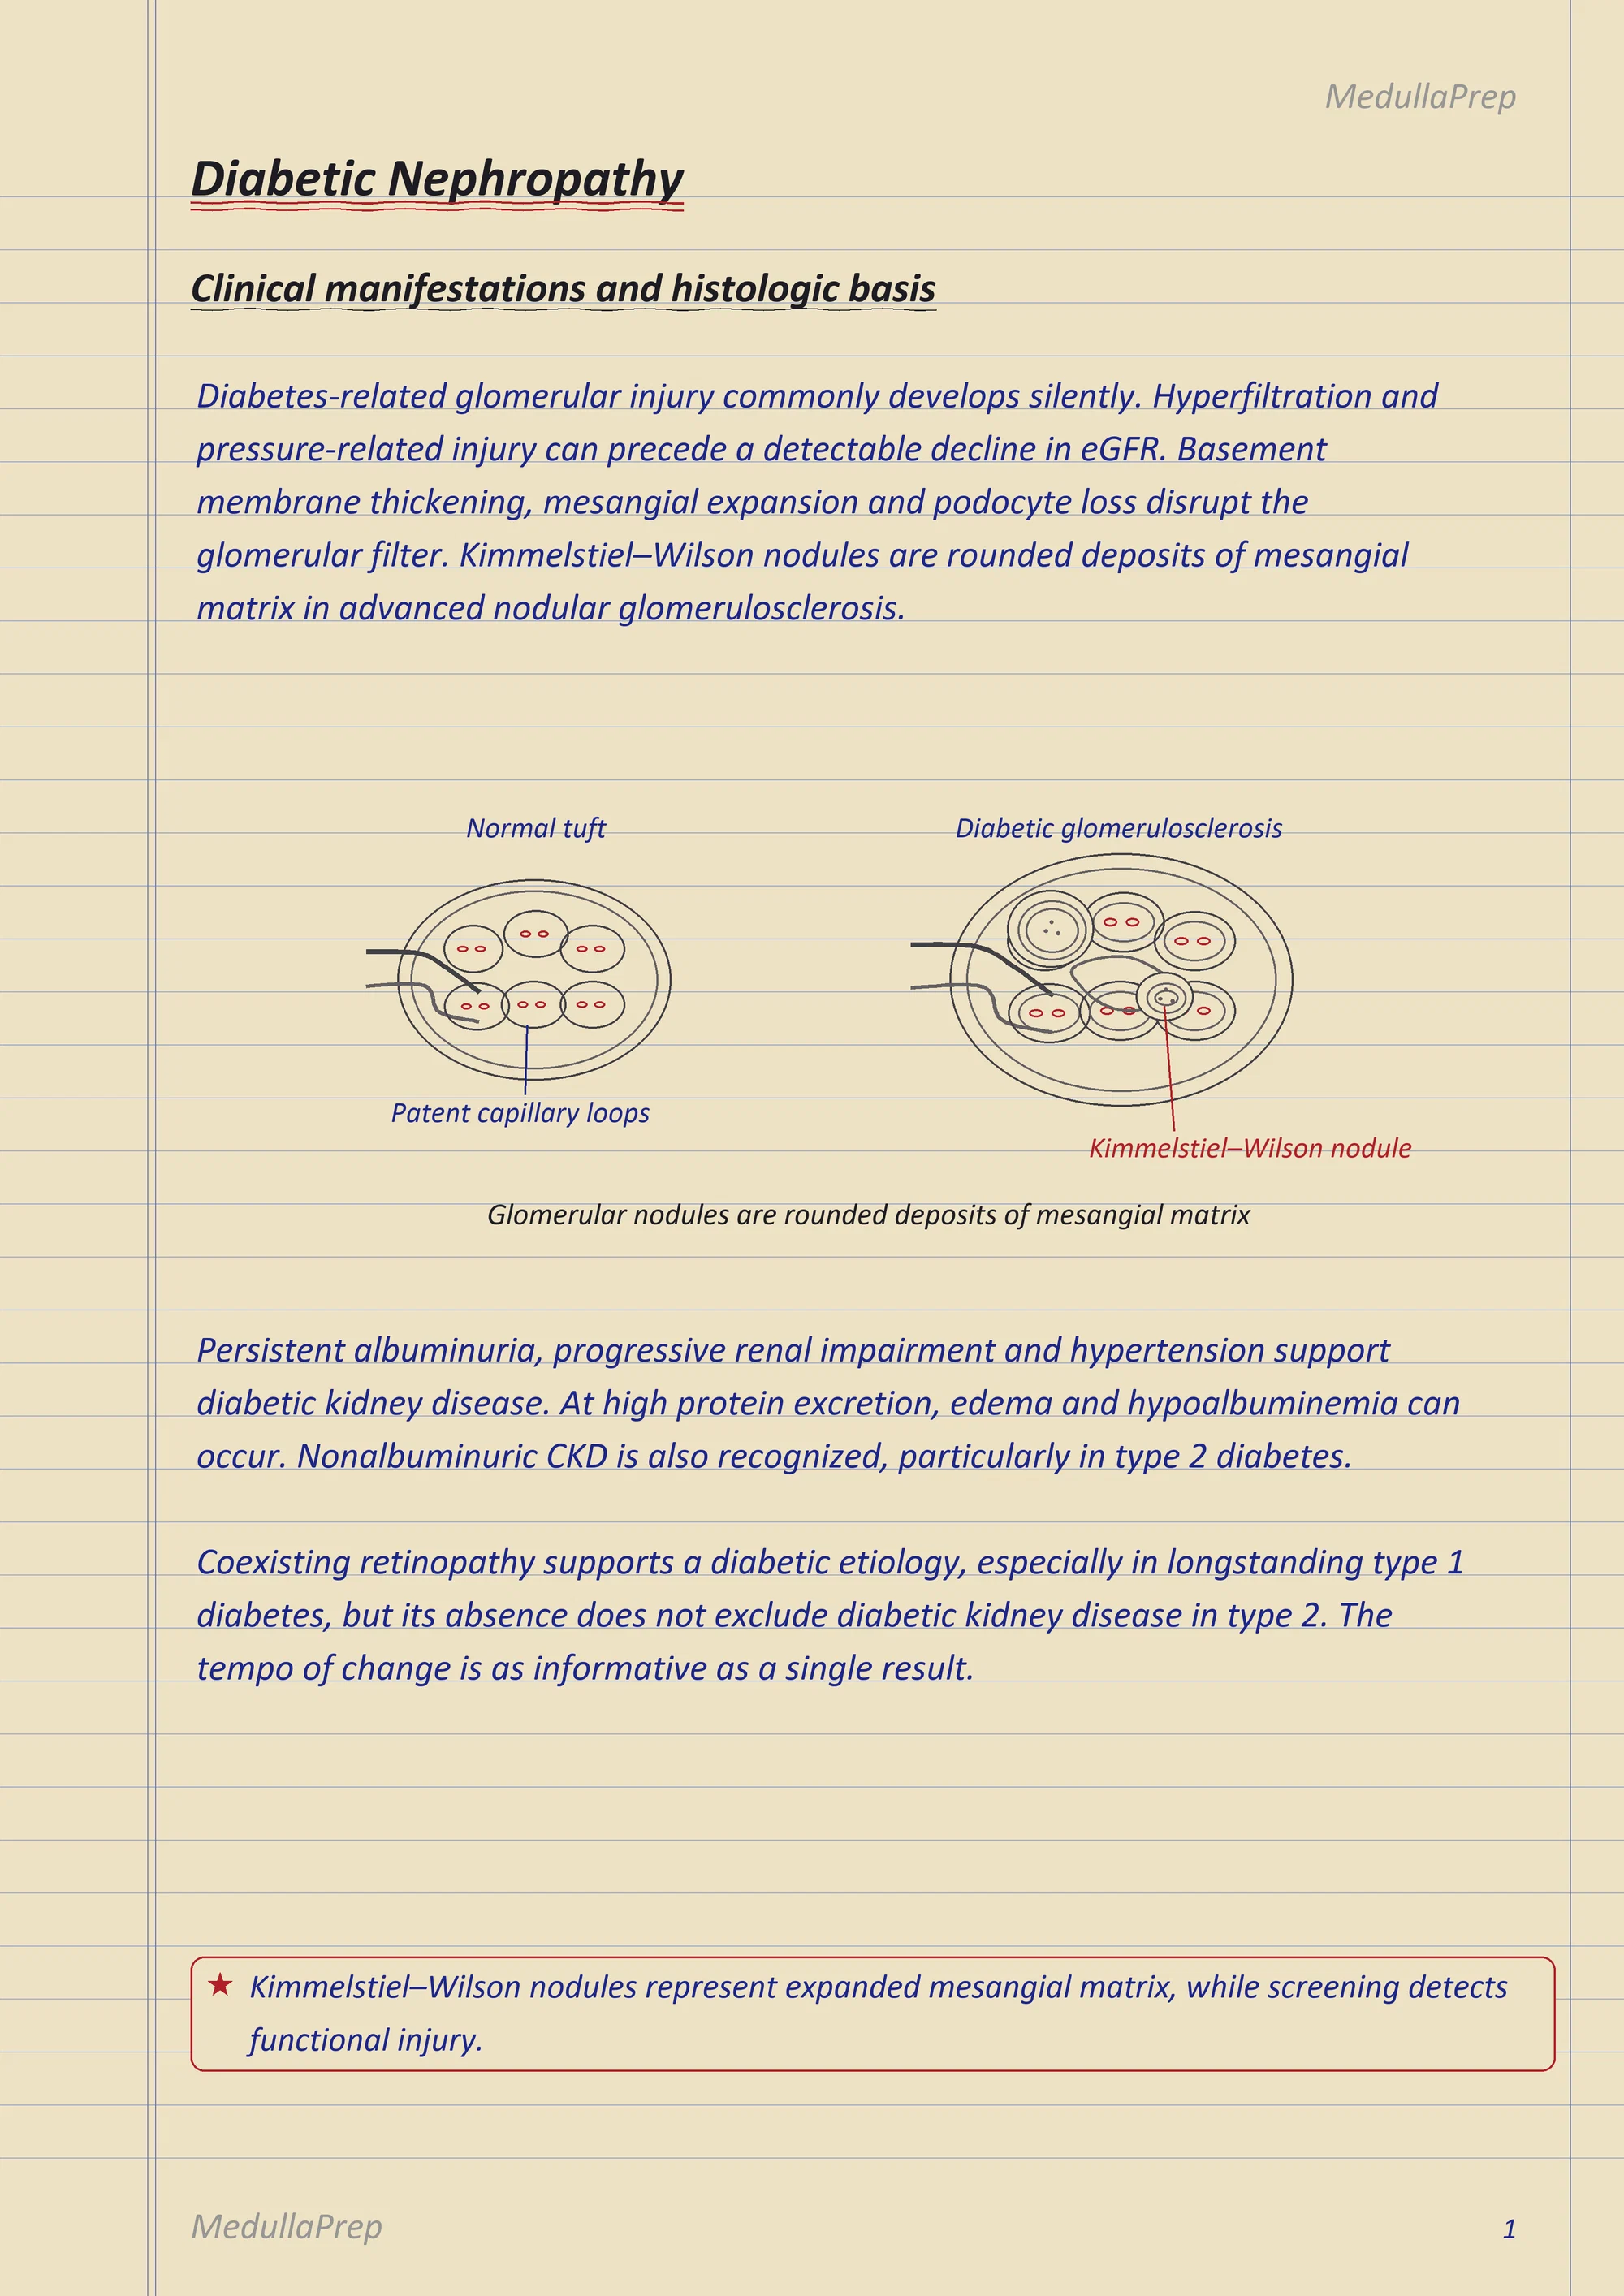 MedullaPrep
Diabetic Nephropathy
Clinical manifestations and histologic basis
Diabetes-related glomerular injury commonly develops silently. Hyperfiltration and
pressure-related injury can precede a detectable decline in eGFR. Basement
membrane thickening, mesangial expansion and podocyte loss disrupt the
glomerular filter. Kimmelstiel–Wilson nodules are rounded deposits of mesangial
matrix in advanced nodular glomerulosclerosis.
Normal tuft
Diabetic glomerulosclerosis
Patent capillary loops
Kimmelstiel–Wilson nodule
Glomerular nodules are rounded deposits of mesangial matrix
Persistent albuminuria, progressive renal impairment and hypertension support
diabetic kidney disease. At high protein excretion, edema and hypoalbuminemia can
occur. Nonalbuminuric CKD is also recognized, particularly in type 2 diabetes.
Coexisting retinopathy supports a diabetic etiology, especially in longstanding type 1
diabetes, but its absence does not exclude diabetic kidney disease in type 2. The
tempo of change is as informative as a single result.
★ Kimmelstiel–Wilson nodules represent expanded mesangial matrix, while screening detects
functional injury.
MedullaPrep
1